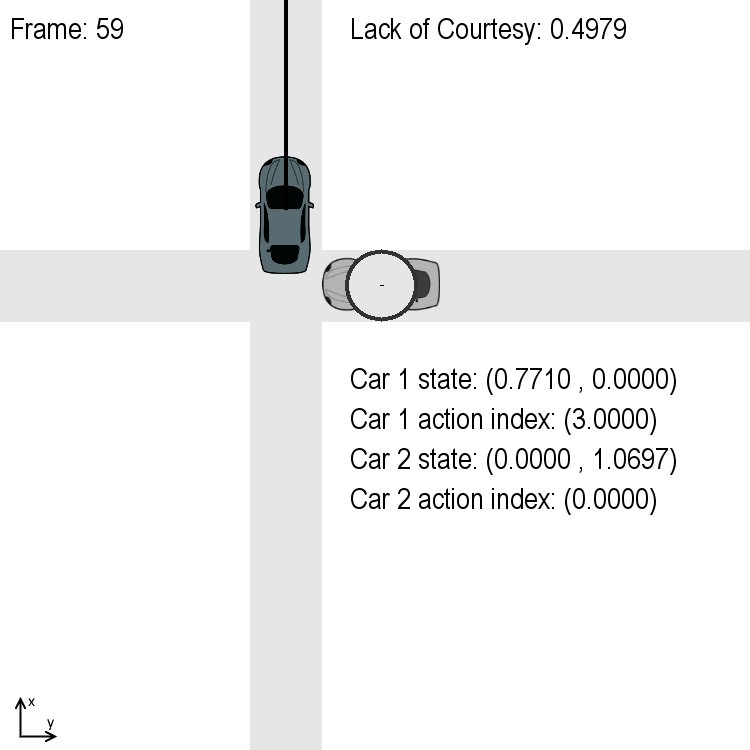 Frame: 59
Lack of Courtesy: 0.4979
Car 1 state: (0.7710 , 0.0000)
Car 1 action index: (3.0000)
Car 2 state: (0.0000 , 1.0697)
Car 2 action index: (0.0000)
x
y